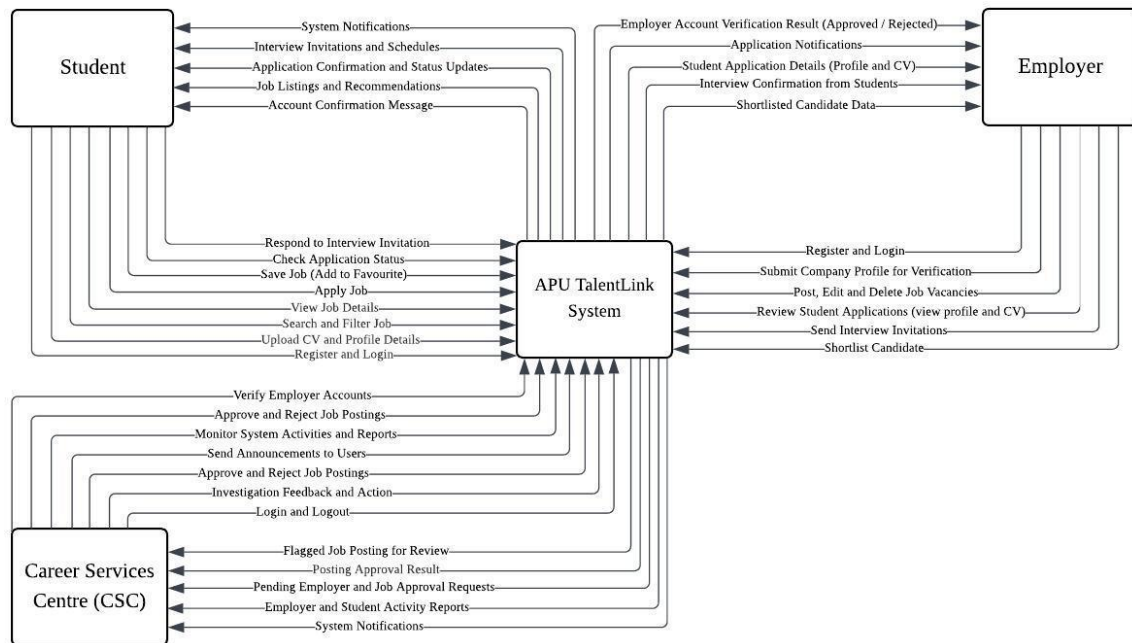 System Notifications
Interview Invitations and Schedules
Application Confirmation and Status Updates
Job Listings and Recommendations
Account Confirmation Message
Student
Employer Account Verification Result (Approved / Rejected)
Application Notifications
Student Application Details (Profile and CV)
Interview Confirmation from Students
Shortlisted Candidate Data
Employer
Respond to Interview Invitation
Check Application Status
Save Job (Add to Favourite)
Apply Job
View Job Details
Search and Filter Job
Upload CV and Profile Details
Register and Login
APU TalentLink
System
Register and Login
Submit Company Profile for Verification
Post, Edit and Delete Job Vacancies
Review Student Applications (view profile and CV)
Send Interview Invitations
Shortlist Candidate
Verify Employer Accounts
Approve and Reject Job Postings
Monitor System Activities and Reports
Send Announcements to Users
Approve and Reject Job Postings
Investigation Feedback and Action
Login and Logout
Career Services
Centre (CSC)
Flagged Job Posting for Review
Posting Approval Result
Pending Employer and Job Approval Requests
Employer and Student Activity Reports
System Notifications